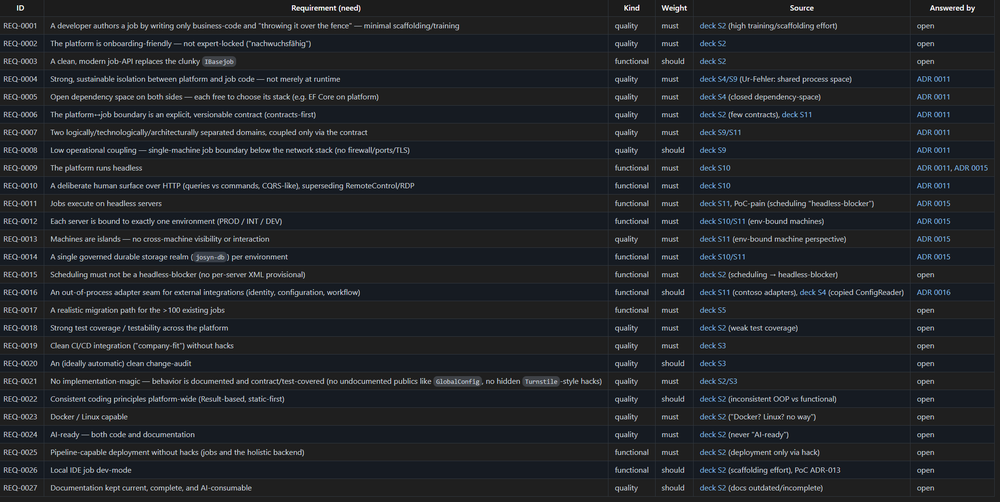 ID Requirement (need) Kind Weight Source Answered by
REQ-0001 A developer authors a job by writing only business-code and "throwing it over the fence" — minimal scaffolding/training quality must deck S2 (high training/scaffolding effort) open
REQ-0002 The platform is onboarding-friendly — not expert-locked ("nachwuchsfähig") quality must deck S2 open
REQ-0003 A clean, modern job-API replaces the clunky IBasejob functional should deck S2 open
REQ-0004 Strong, sustainable isolation between platform and job code — not merely at runtime quality must deck S4/S9 (Ur-Fehler: shared process space) ADR 0011
REQ-0005 Open dependency space on both sides — each free to choose its stack (e.g. EF Core on platform) quality must deck S4 (closed dependency-space) ADR 0011
REQ-0006 The platform↔job boundary is an explicit, versionable contract (contracts-first) quality must deck S2 (few contracts), deck S11 ADR 0011
REQ-0007 Two logically/technologically/architecturally separated domains, coupled only via the contract quality must deck S9/S11 ADR 0011
REQ-0008 Low operational coupling — single-machine job boundary below the network stack (no firewall/ports/TLS) quality should deck S9 ADR 0011
REQ-0009 The platform runs headless functional must deck S10 ADR 0011, ADR 0015
REQ-0010 A deliberate human surface over HTTP (queries vs commands, CQRS-like), superseding RemoteControl/RDP functional must deck S10 ADR 0011
REQ-0011 Jobs execute on headless servers functional must deck S11, PoC-pain (scheduling "headless-blocker") ADR 0015
REQ-0012 Each server is bound to exactly one environment (PROD / INT / DEV) functional must deck S10/S11 (env-bound machines) ADR 0015
REQ-0013 Machines are islands — no cross-machine visibility or interaction quality must deck S11 (env-bound machine perspective) ADR 0015
REQ-0014 A single governed durable storage realm (josyn-db) per environment functional must deck S10/S11 ADR 0015
REQ-0015 Scheduling must not be a headless-blocker (no per-server XML provisional) functional must deck S2 (scheduling → headless-blocker) open
REQ-0016 An out-of-process adapter seam for external integrations (identity, configuration, workflow) functional should deck S11 (contoso adapters), deck S4 (copied ConfigReader) ADR 0016
REQ-0017 A realistic migration path for the >100 existing jobs functional must deck S5 open
REQ-0018 Strong test coverage / testability across the platform quality must deck S2 (weak test coverage) open
REQ-0019 Clean CI/CD integration ("company-fit") without hacks quality must deck S3 open
REQ-0020 An (ideally automatic) clean change-audit quality should deck S3 open
REQ-0021 No implementation-magic — behavior is documented and contract/test-covered (no undocumented publics like GlobalConfig, no hidden Turnstile-style hacks) quality must deck S2/S3 open
REQ-0022 Consistent coding principles platform-wide (Result-based, static-first) quality should deck S2 (inconsistent OOP vs functional) open
REQ-0023 Docker / Linux capable quality must deck S2 ("Docker? Linux? no way") open
REQ-0024 AI-ready — both code and documentation quality must deck S2 (never "AI-ready") open
REQ-0025 Pipeline-capable deployment without hacks (jobs and the holistic backend) functional must deck S2 (deployment only via hack) open
REQ-0026 Local IDE job dev-mode functional should deck S2 (scaffolding effort), PoC ADR-013 open
REQ-0027 Documentation kept current, complete, and AI-consumable quality should deck S2 (docs outdated/incomplete) open